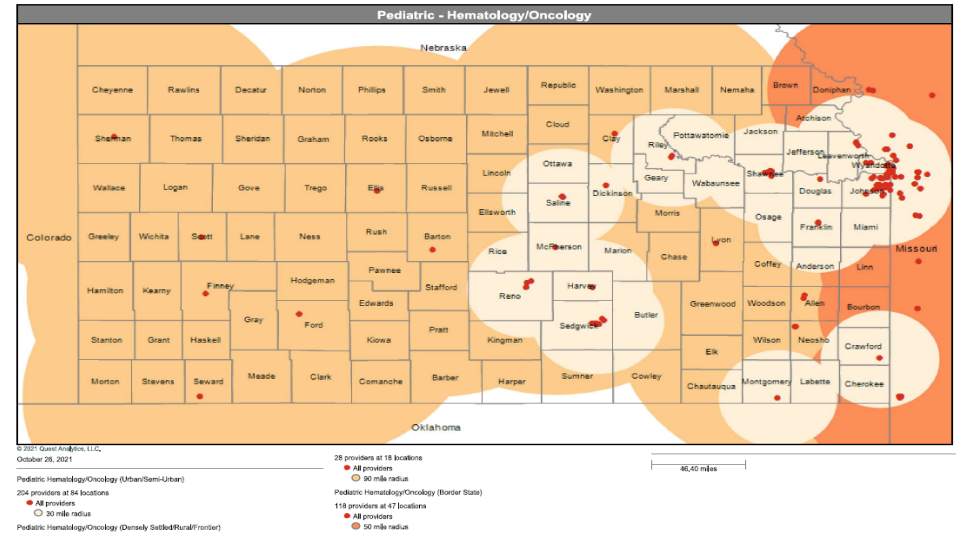 Pediatric - Hematology/Oncology
Nebraska
Cheyenne Rawlins Decatur Norton Phillips Smith Jewell Republic Washington Marshall Nemaha Brown Doniphan
Atchison
Sherman Thomas Sheridan Graham Rooks Osborne Mitchell Cloud Clay Riley Pottawatomie Jackson
Jefferson Leavenworth
Ottawa Wyandotte
Wallace Logan Gove Trego Ellis Russell Lincoln Saline Dickinson Geary Wabaunsee Shawnee Douglas Johnson
Ellsworth Morris Osage
Colorado Greeley Wichita Scott Lane Ness Rush Barton Rice McPherson Marion Chase Lyon Franklin Miami Missouri
Pawnee Coffey Anderson Linn
Hamilton Kearny Finney Hodgeman Stafford Reno Harvey
Edwards Greenwood Woodson Allen Bourbon
Gray Ford Sedgwick Butler
Stanton Grant Haskell Kiowa Pratt Kingman Wilson Neosho Crawford
Elk
Morton Stevens Seward Meade Clark Comanche Barber Harper Sumner Cowley Chautauqua Montgomery Labette Cherokee
Oklahoma
© 2021 Quest Analytics, LLC.
October 26, 2021
Pediatric Hematology/Oncology (Urban/Semi-Urban)
204 providers at 84 locations
All providers
30 mile radius
Pediatric Hematology/Oncology (Densely Settled/Rural/Frontier)
28 providers at 18 locations
All providers
90 mile radius
Pediatric Hematology/Oncology (Border State)
118 providers at 47 locations
All providers
50 mile radius
46.40 miles